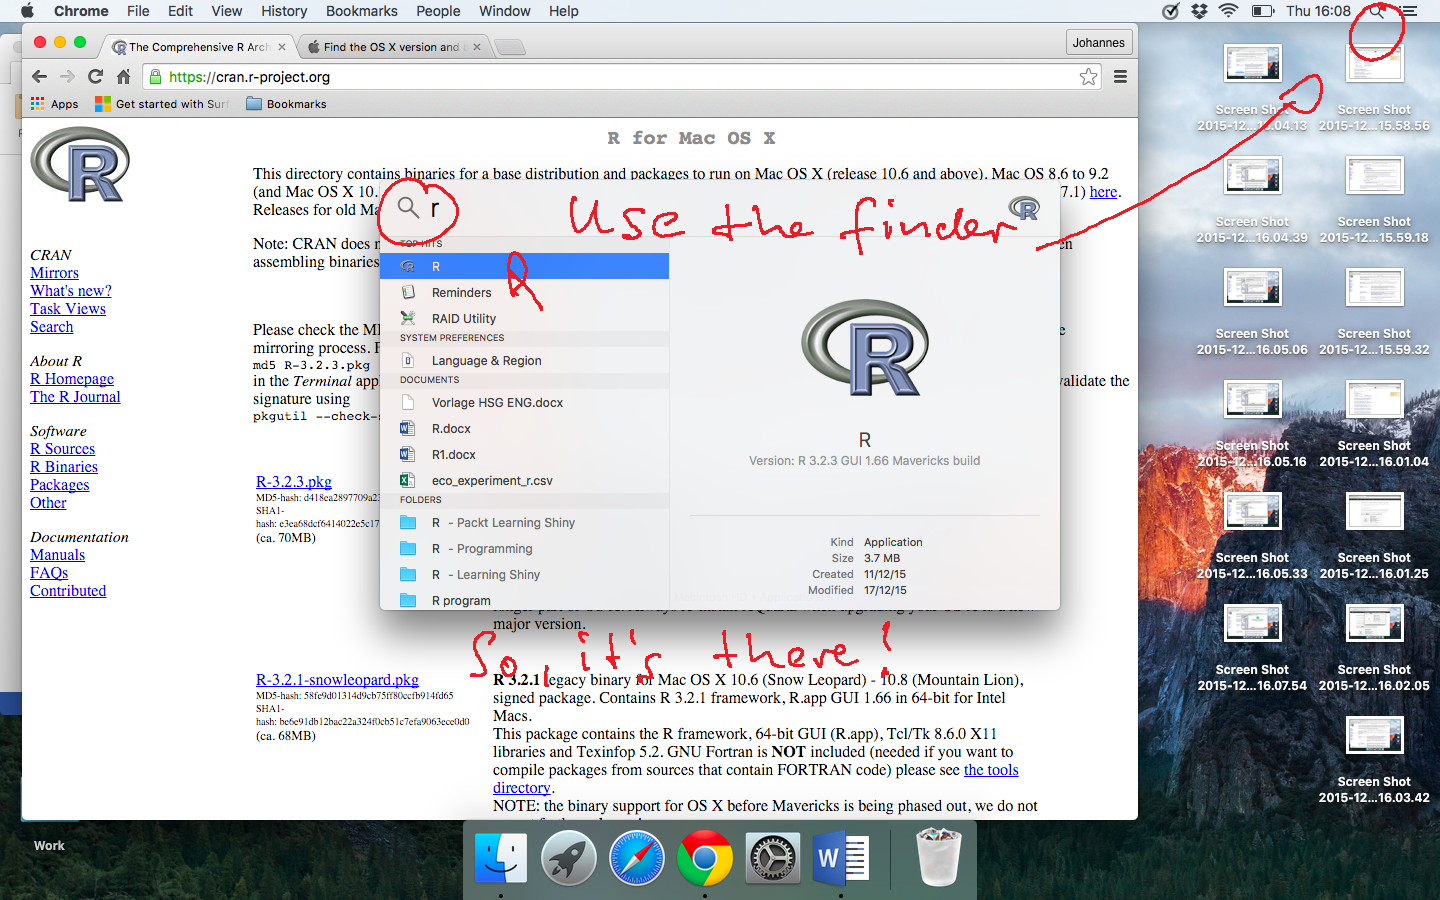 Chrome File Edit View History Bookmarks People Window Help Thu 16:08
The Comprehensive R Arch
Find the OS X version and
Johannes
https://cran.r-project.org
Apps Get started with Surf Bookmarks
R for Mac OS X
This directory contains binaries for a base distribution and packages to run on Mac OS X (release 10.6 and above). Mac OS 8.6 to 9.2
(and Mac OS X 10. 7.1) here.
Releases for old Ma
Note: CRAN does n en
assembling binaries
Please check the M e
mirroring process. F
md5 R-3.2.3.pkg
in the Terminal appl validate the
signature using
pkgutil --check-s
CRAN
Mirrors
What's new?
Task Views
Search
About R
R Homepage
The R Journal
Software
R Sources
R Binaries
Packages
Other
Documentation
Manuals
FAQs
Contributed
R-3.2.3.pkg
MD5-hash: d418ea2897709a23
SHA1-
hash: e3ea68dcf6414022e5c17
(ca. 70MB)
r
Use the finder
TOP HITS
R
R
Reminders
RAID Utility
SYSTEM PREFERENCES
Language & Region
DOCUMENTS
Vorlage HSG ENG.docx
R.docx
R1.docx
eco_experiment_r.csv
FOLDERS
R - Packt Learning Shiny
R - Programming
R - Learning Shiny
R program
R
Version: R 3.2.3 GUI 1.66 Mavericks build
Kind Application
Size 3.7 MB
Created 11/12/15
Modified 17/12/15
major version.
So, it's there!
R-3.2.1-snowleopard.pkg
MD5-hash: 58fe9d01314d9cb75ff80ccfb914fd65
SHA1-
hash: be6e91db12bac22a324f0cb51c7efa9063ece0d0
(ca. 68MB)
R 3.2.1 legacy binary for Mac OS X 10.6 (Snow Leopard) - 10.8 (Mountain Lion),
signed package. Contains R 3.2.1 framework, R.app GUI 1.66 in 64-bit for Intel
Macs.
This package contains the R framework, 64-bit GUI (R.app), Tcl/Tk 8.6.0 X11
libraries and Texinfop 5.2. GNU Fortran is NOT included (needed if you want to
compile packages from sources that contain FORTRAN code) please see the tools
directory.
NOTE: the binary support for OS X before Mavericks is being phased out, we do not
Screen Shot
2015-12...16.04.13
Screen Shot
2015-12...15.58.56
Screen Shot
2015-12...16.04.39
Screen Shot
2015-12...15.59.18
Screen Shot
2015-12...16.05.06
Screen Shot
2015-12...15.59.32
Screen Shot
2015-12...16.05.16
Screen Shot
2015-12...16.01.04
Screen Shot
2015-12...16.05.33
Screen Shot
2015-12...16.01.25
Screen Shot
2015-12...16.07.54
Screen Shot
2015-12...16.02.05
Screen Shot
2015-12...16.03.42
Work